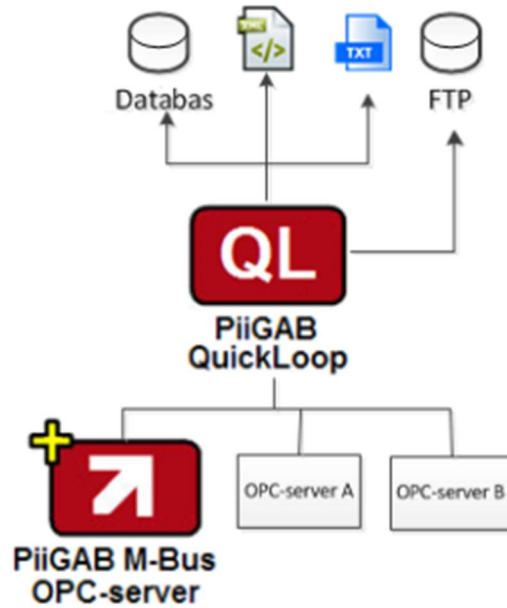 XML
</>
TXT
Databas
FTP
QL
PiiGAB
QuickLoop
OPC-server A
OPC-server B
PiiGAB M-Bus
OPC-server